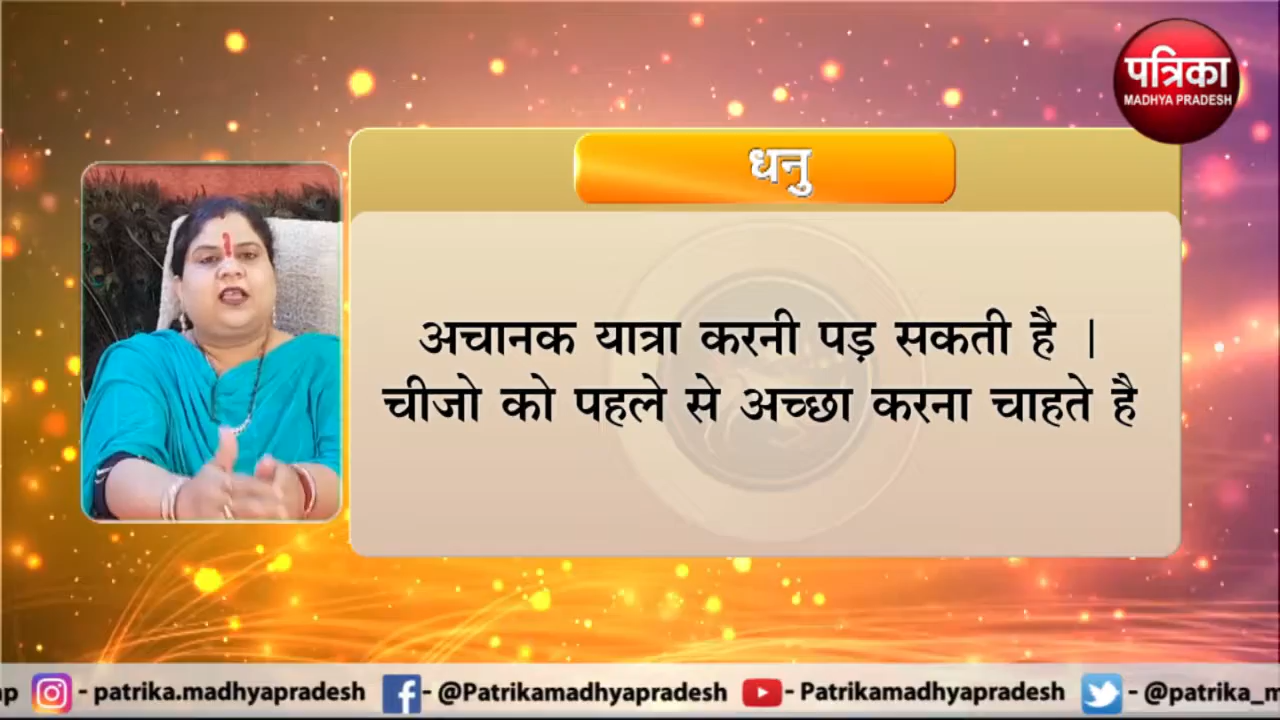 पत्रिका
MADHYA PRADESH
धनु
अचानक यात्रा करनी पड़ सकती है |
चीजो को पहले से अच्छा करना चाहते है
- patrika.madhyapradesh - @Patrikamadhyapradesh - Patrikamadhyapradesh - @patrika_m